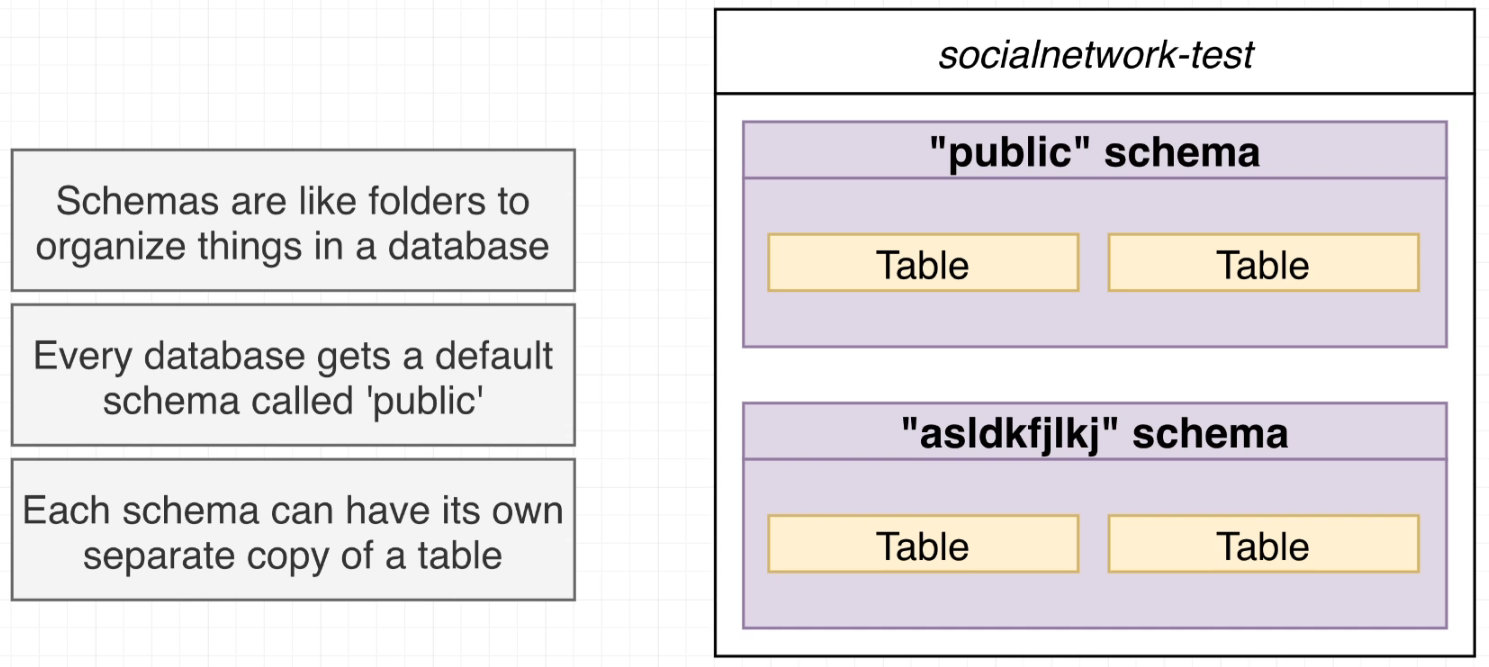 Schemas are like folders to
organize things in a database
Every database gets a default
schema called 'public'
Each schema can have its own
separate copy of a table
socialnetwork-test
"public" schema
Table
Table
"asldkfjlkj" schema
Table
Table